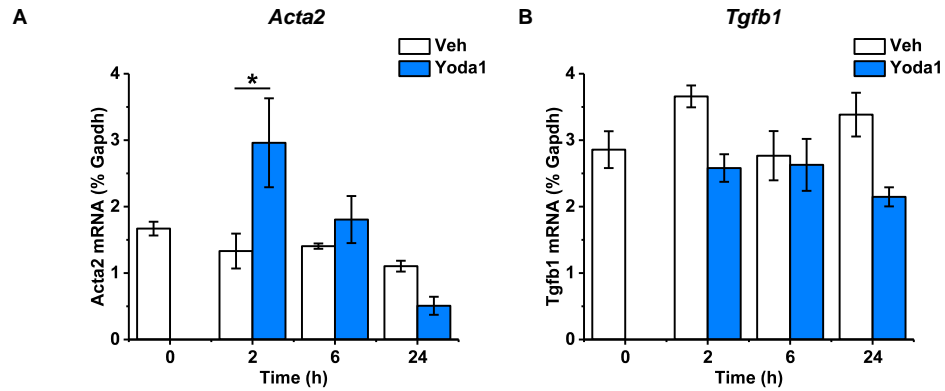 A
Acta2
Veh
Yoda1
*
Acta2 mRNA (% Gapdh)
4
3
2
1
0
0 2 6 24
Time (h)
B
Tgfb1
Veh
Yoda1
Tgfb1 mRNA (% Gapdh)
4
3
2
1
0
0 2 6 24
Time (h)